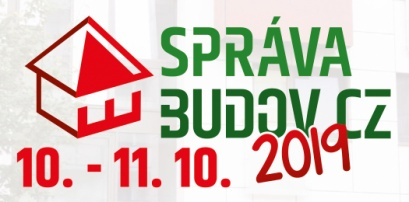 SPRÁVA
BUDOV CZ
2019
10. - 11. 10.